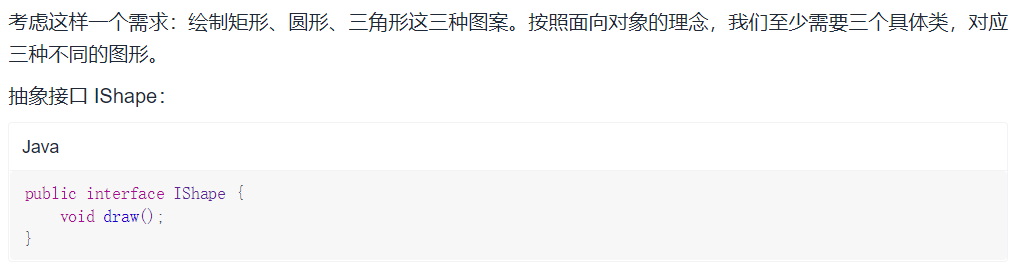 考虑这样一个需求：绘制矩形、圆形、三角形这三种图案。按照面向对象的理念，我们至少需要三个具体类，对应
三种不同的图形。
抽象接口 IShape：
Java
public interface IShape {
    void draw();
}